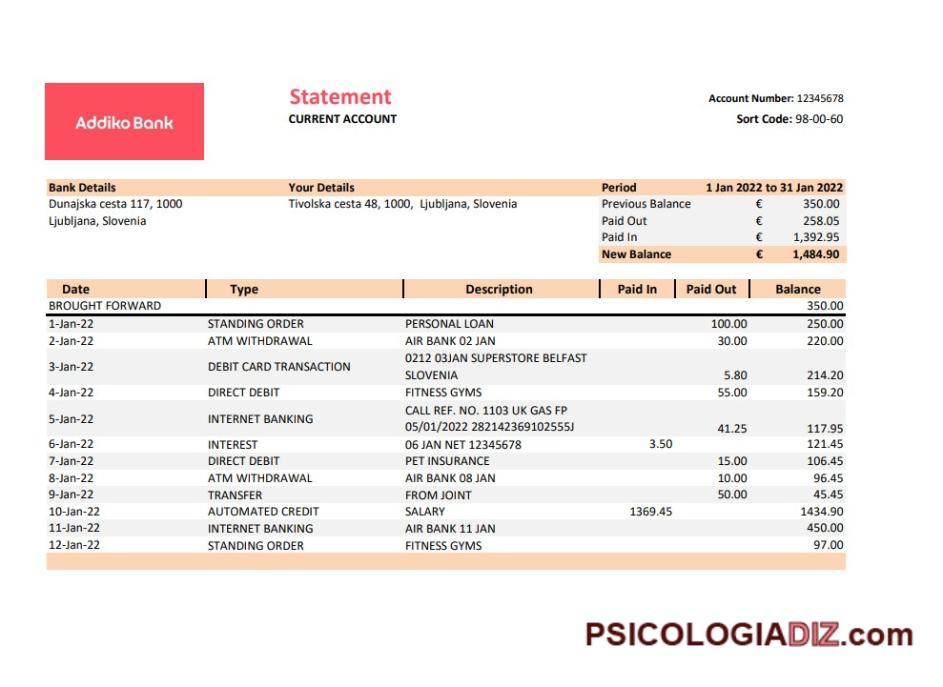 Addiko Bank
Statement
CURRENT ACCOUNT
Account Number: 12345678
Sort Code: 98-00-60
Bank Details Your Details Period 1 Jan 2022 to 31 Jan 2022
Dunajska cesta 117, 1000 Tivolska cesta 48, 1000, Ljubljana, Slovenia Previous Balance € 350.00
Ljubljana, Slovenia Paid Out € 258.05
Paid In € 1,392.95
New Balance € 1,484.90
Date Type Description Paid In Paid Out Balance
BROUGHT FORWARD 350.00
1-Jan-22 STANDING ORDER PERSONAL LOAN 100.00 250.00
2-Jan-22 ATM WITHDRAWAL AIR BANK 02 JAN 30.00 220.00
3-Jan-22 DEBIT CARD TRANSACTION 0212 03JAN SUPERSTORE BELFAST
SLOVENIA 5.80 214.20
4-Jan-22 DIRECT DEBIT FITNESS GYMS 55.00 159.20
5-Jan-22 INTERNET BANKING CALL REF. NO. 1103 UK GAS FP
05/01/2022 282142369102555J 41.25 117.95
6-Jan-22 INTEREST 06 JAN NET 12345678 3.50 121.45
7-Jan-22 DIRECT DEBIT PET INSURANCE 15.00 106.45
8-Jan-22 ATM WITHDRAWAL AIR BANK 08 JAN 10.00 96.45
9-Jan-22 TRANSFER FROM JOINT 50.00 45.45
10-Jan-22 AUTOMATED CREDIT SALARY 1369.45 1434.90
11-Jan-22 INTERNET BANKING AIR BANK 11 JAN 450.00
12-Jan-22 STANDING ORDER FITNESS GYMS 97.00
PSICOLOGIADIZ.com